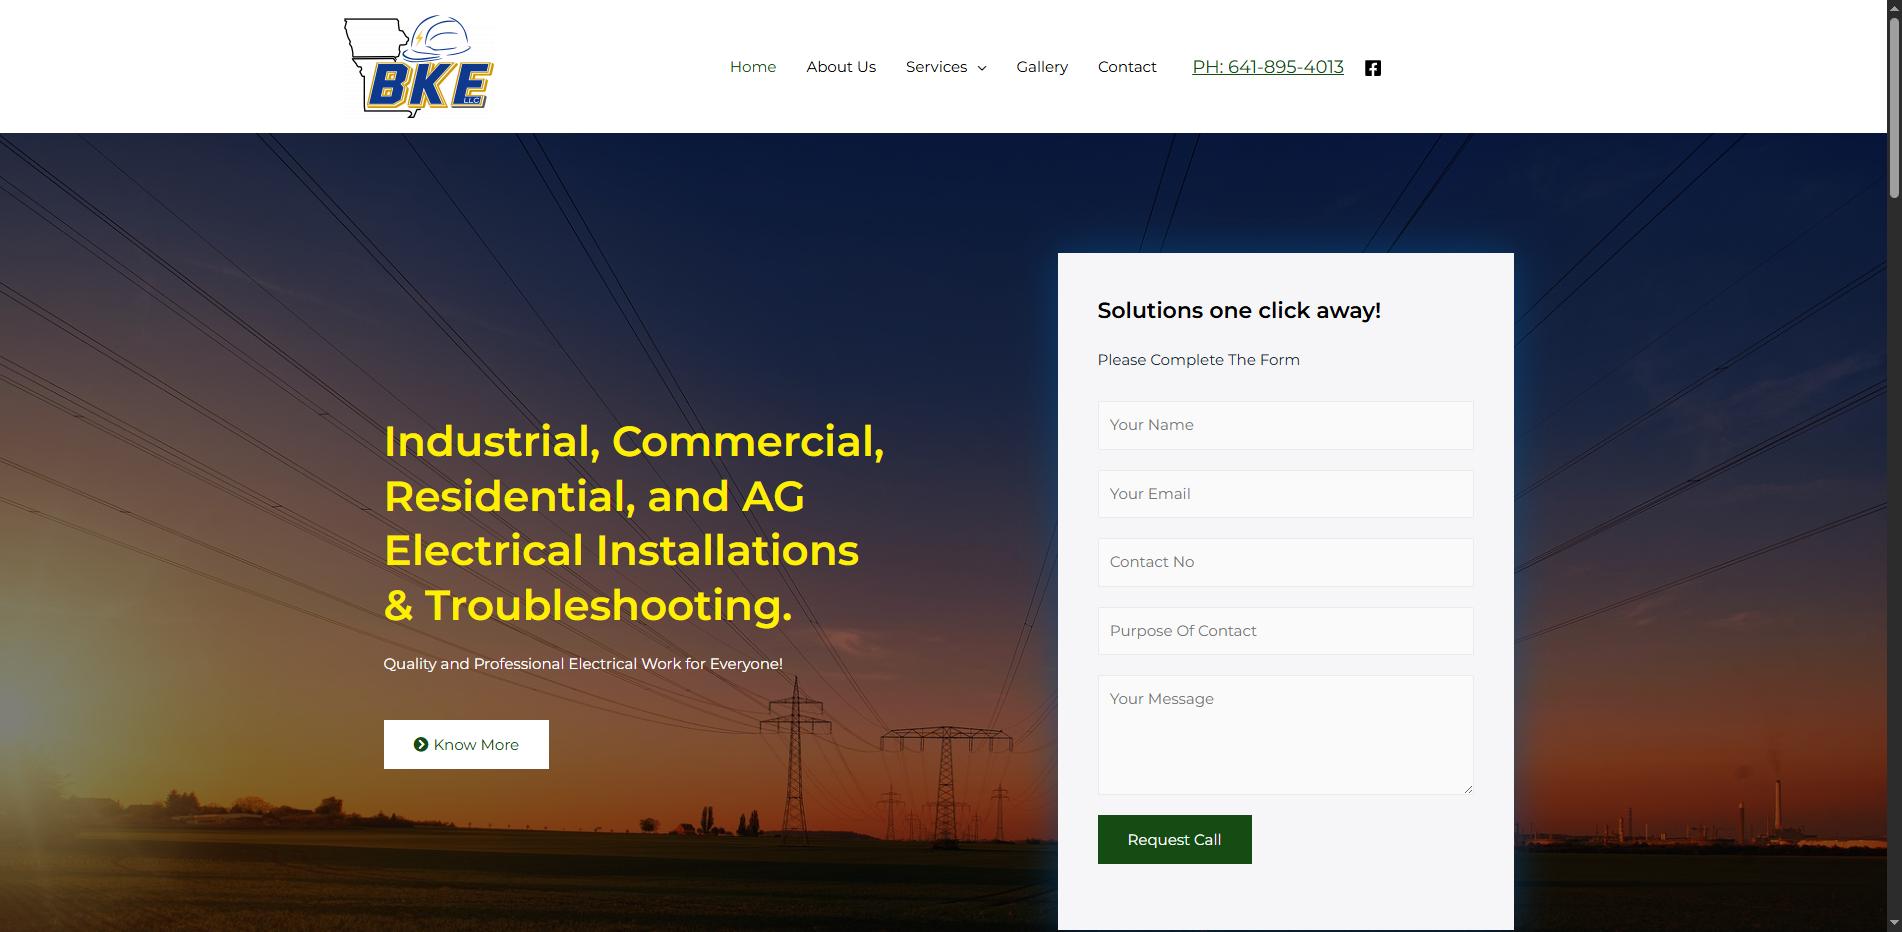 BKE
LLC
Home
About Us
Services
Gallery
Contact
PH: 641-895-4013
Industrial, Commercial,
Residential, and AG
Electrical Installations
& Troubleshooting.
Quality and Professional Electrical Work for Everyone!
Know More
Solutions one click away!
Please Complete The Form
Your Name
Your Email
Contact No
Purpose Of Contact
Your Message
Request Call